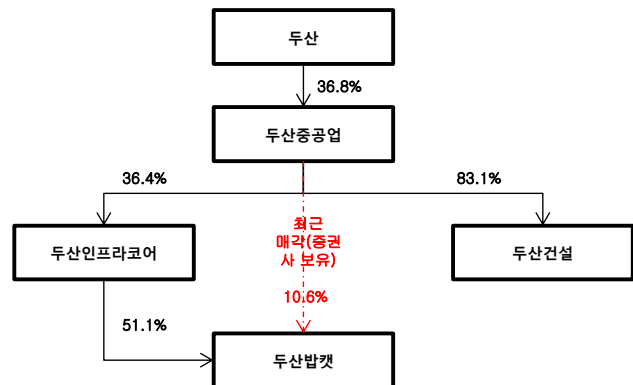 두산
36.8%
두산중공업
36.4%
83.1%
최근
매각(증권
사 보유)
두산인프라코어
두산건설
10.6%
51.1%
두산밥캣